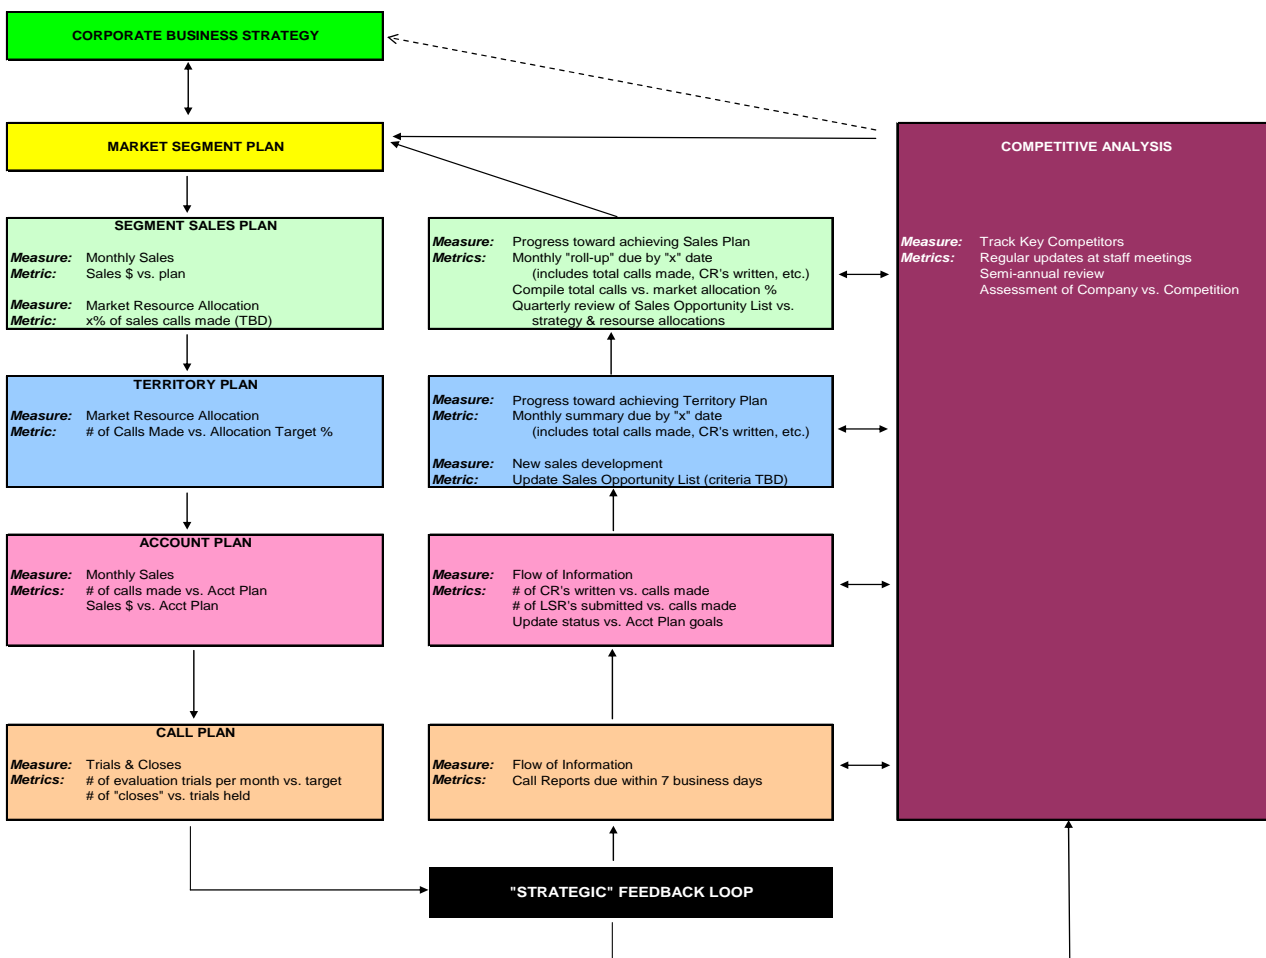 CORPORATE BUSINESS STRATEGY
MARKET SEGMENT PLAN
SEGMENT SALES PLAN
Measure: Monthly Sales
Metric: Sales $ vs. plan
Measure: Market Resource Allocation
Metric: x% of sales calls made (TBD)
TERRITORY PLAN
Measure: Market Resource Allocation
Metric: # of Calls Made vs. Allocation Target %
ACCOUNT PLAN
Measure: Monthly Sales
Metrics: # of calls made vs. Acct Plan
Sales $ vs. Acct Plan
CALL PLAN
Measure: Trials & Closes
Metrics: # of evaluation trials per month vs. target
# of "closes" vs. trials held
Measure: Progress toward achieving Sales Plan
Metrics: Monthly "roll-up" due by "x" date
(includes total calls made, CR's written, etc.)
Compile total calls vs. market allocation %
Quarterly review of Sales Opportunity List vs.
strategy & resourse allocations
Measure: Progress toward achieving Territory Plan
Metric: Monthly summary due by "x" date
(includes total calls made, CR's written, etc.)
Measure: New sales development
Metric: Update Sales Opportunity List (criteria TBD)
Measure: Flow of Information
Metrics: # of CR's written vs. calls made
# of LSR's submitted vs. calls made
Update status vs. Acct Plan goals
Measure: Flow of Information
Metrics: Call Reports due within 7 business days
"STRATEGIC" FEEDBACK LOOP
COMPETITIVE ANALYSIS
Measure: Track Key Competitors
Metrics: Regular updates at staff meetings
Semi-annual review
Assessment of Company vs. Competition